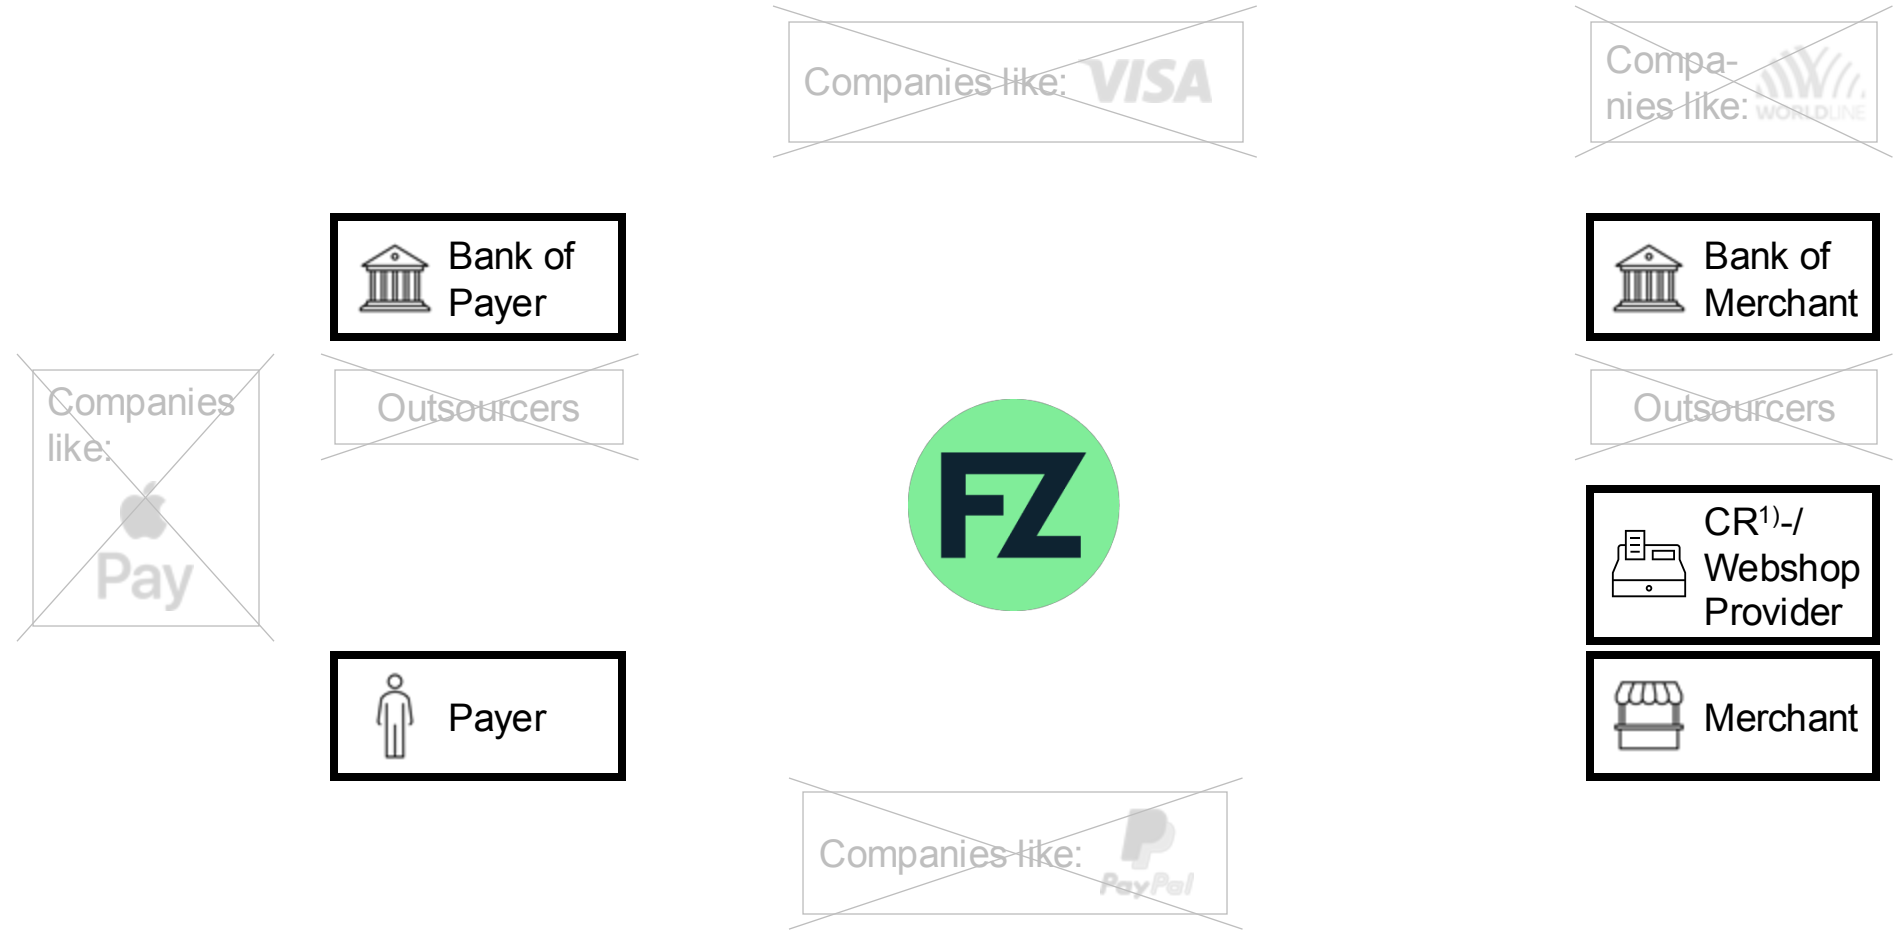 Companies like: VISA
Compa-
nies like: WORLDLINE
Bank of
Payer
Bank of
Merchant
Companies
like:
Pay
Outsourcers
Outsourcers
FZ
CR¹⁾-/
Webshop
Provider
Payer
Merchant
Companies like: PayPal